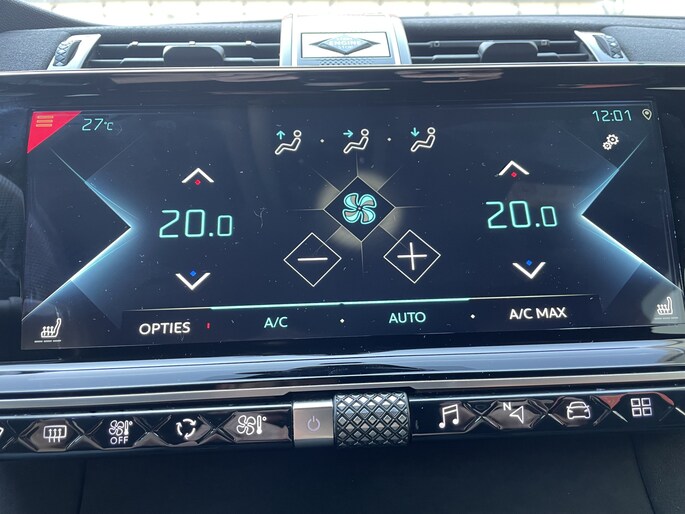 27°C
12:01
20.0
20.0
OPTIES A/C AUTO A/C MAX
OFF